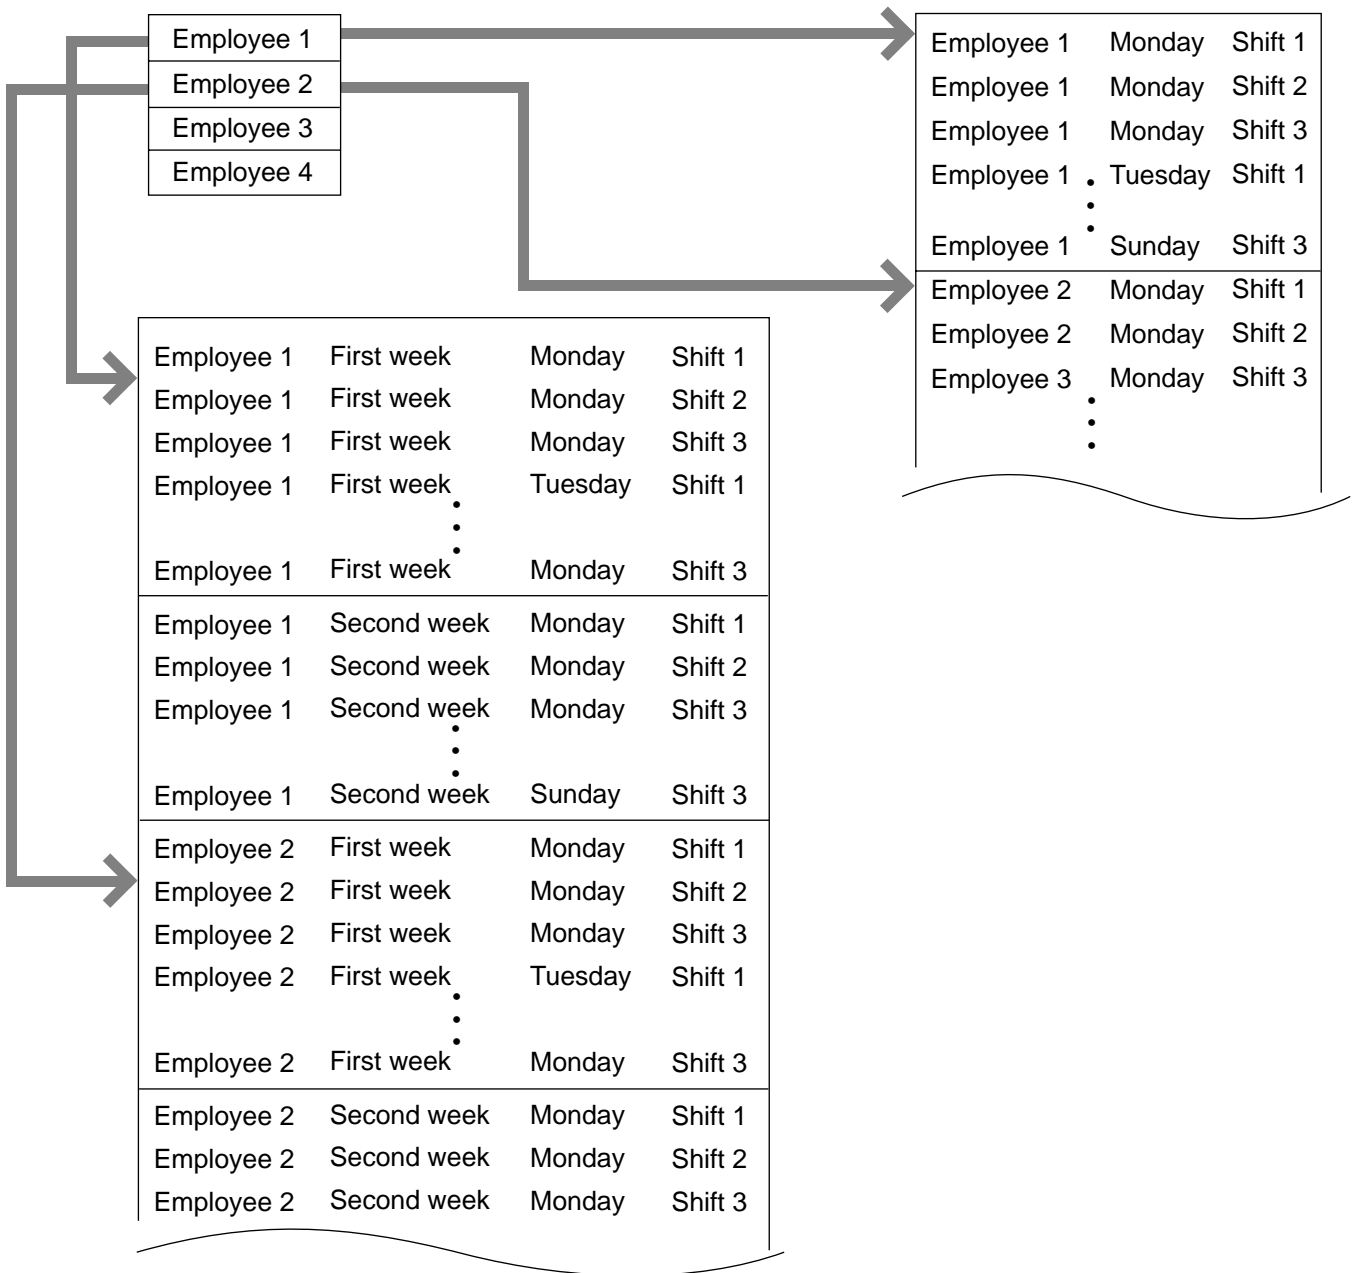 Employee 1
Employee 2
Employee 3
Employee 4
Employee 1 Monday Shift 1
Employee 1 Monday Shift 2
Employee 1 Monday Shift 3
Employee 1 Tuesday Shift 1
Employee 1 Sunday Shift 3
Employee 2 Monday Shift 1
Employee 2 Monday Shift 2
Employee 3 Monday Shift 3
Employee 1 First week Monday Shift 1
Employee 1 First week Monday Shift 2
Employee 1 First week Monday Shift 3
Employee 1 First week Tuesday Shift 1
Employee 1 First week Monday Shift 3
Employee 1 Second week Monday Shift 1
Employee 1 Second week Monday Shift 2
Employee 1 Second week Monday Shift 3
Employee 1 Second week Sunday Shift 3
Employee 2 First week Monday Shift 1
Employee 2 First week Monday Shift 2
Employee 2 First week Monday Shift 3
Employee 2 First week Tuesday Shift 1
Employee 2 First week Monday Shift 3
Employee 2 Second week Monday Shift 1
Employee 2 Second week Monday Shift 2
Employee 2 Second week Monday Shift 3